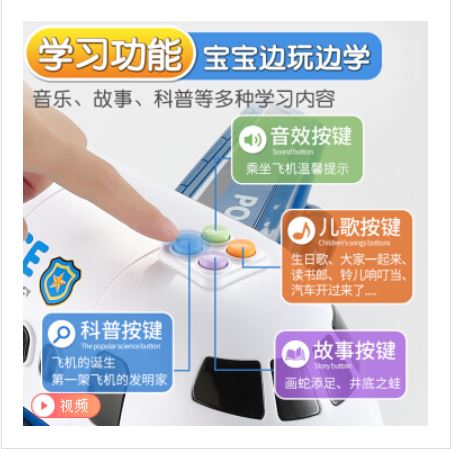 学习功能 宝宝边玩边学
音乐、故事、科普等多种学习内容
音效按键
Sound button
乘坐飞机温馨提示
儿歌按键
Children's songs buttons
生日歌、大家一起来、
读书郎、铃儿响叮当、
汽车开过来了....
科普按键
The popular science button
飞机的诞生
第一架飞机的发明家
故事按键
Story button
画蛇添足、井底之蛙
视频